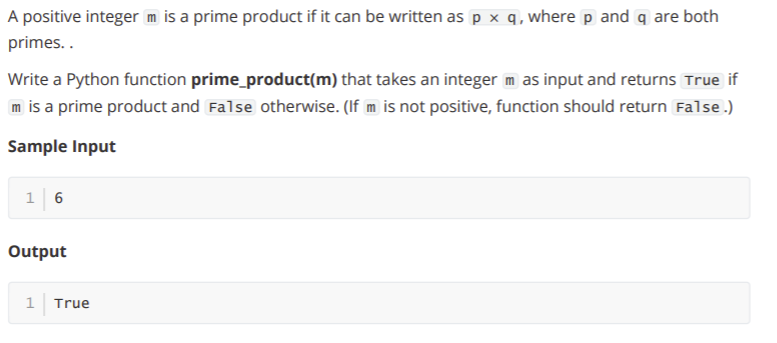 A positive integer m is a prime product if it can be written as p × q, where p and q are both
primes. .
Write a Python function prime_product(m) that takes an integer m as input and returns True if
m is a prime product and False otherwise. (If m is not positive, function should return False.)
Sample Input
1 6
Output
1 True